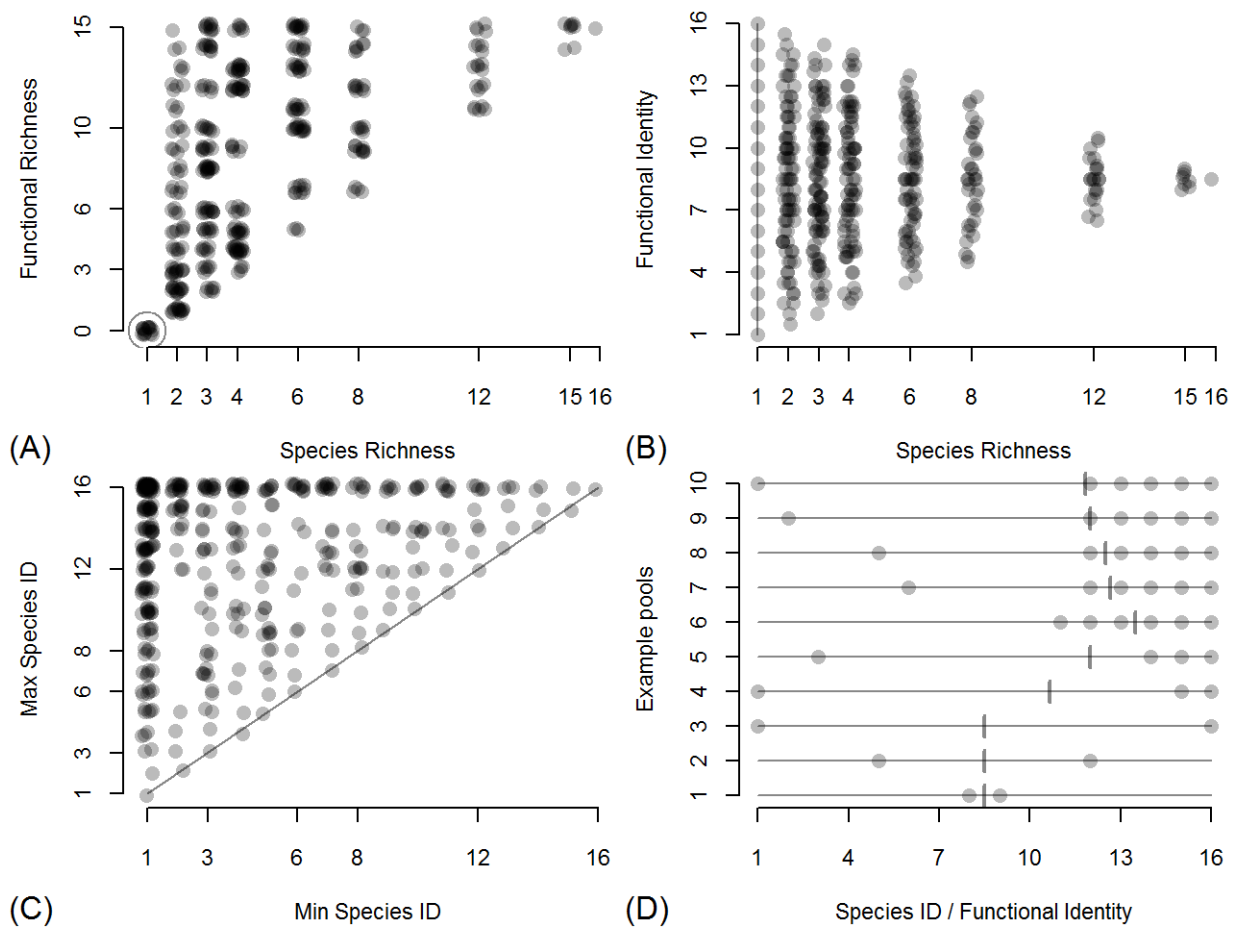 15
10
6
3
0
Functional Richness
1 2 3 4 6 8 12 15 16
(A) Species Richness
16
13
10
7
4
1
Functional Identity
1 2 3 4 6 8 12 15 16
(B) Species Richness
16
12
8
6
3
1
Max Species ID
1 3 6 8 12 16
(C) Min Species ID
10
9
8
7
6
5
4
3
2
1
Example pools
1 4 7 10 13 16
(D) Species ID / Functional Identity